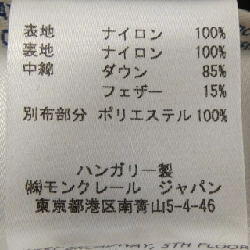 表地 ナイロン 100%
裏地 ナイロン 100%
中綿 ダウン 85%
フェザー 15%
別布部分 ポリエステル 100%
ハンガリー製
㈱モンクレール ジャパン
東京都港区南青山5-4-46